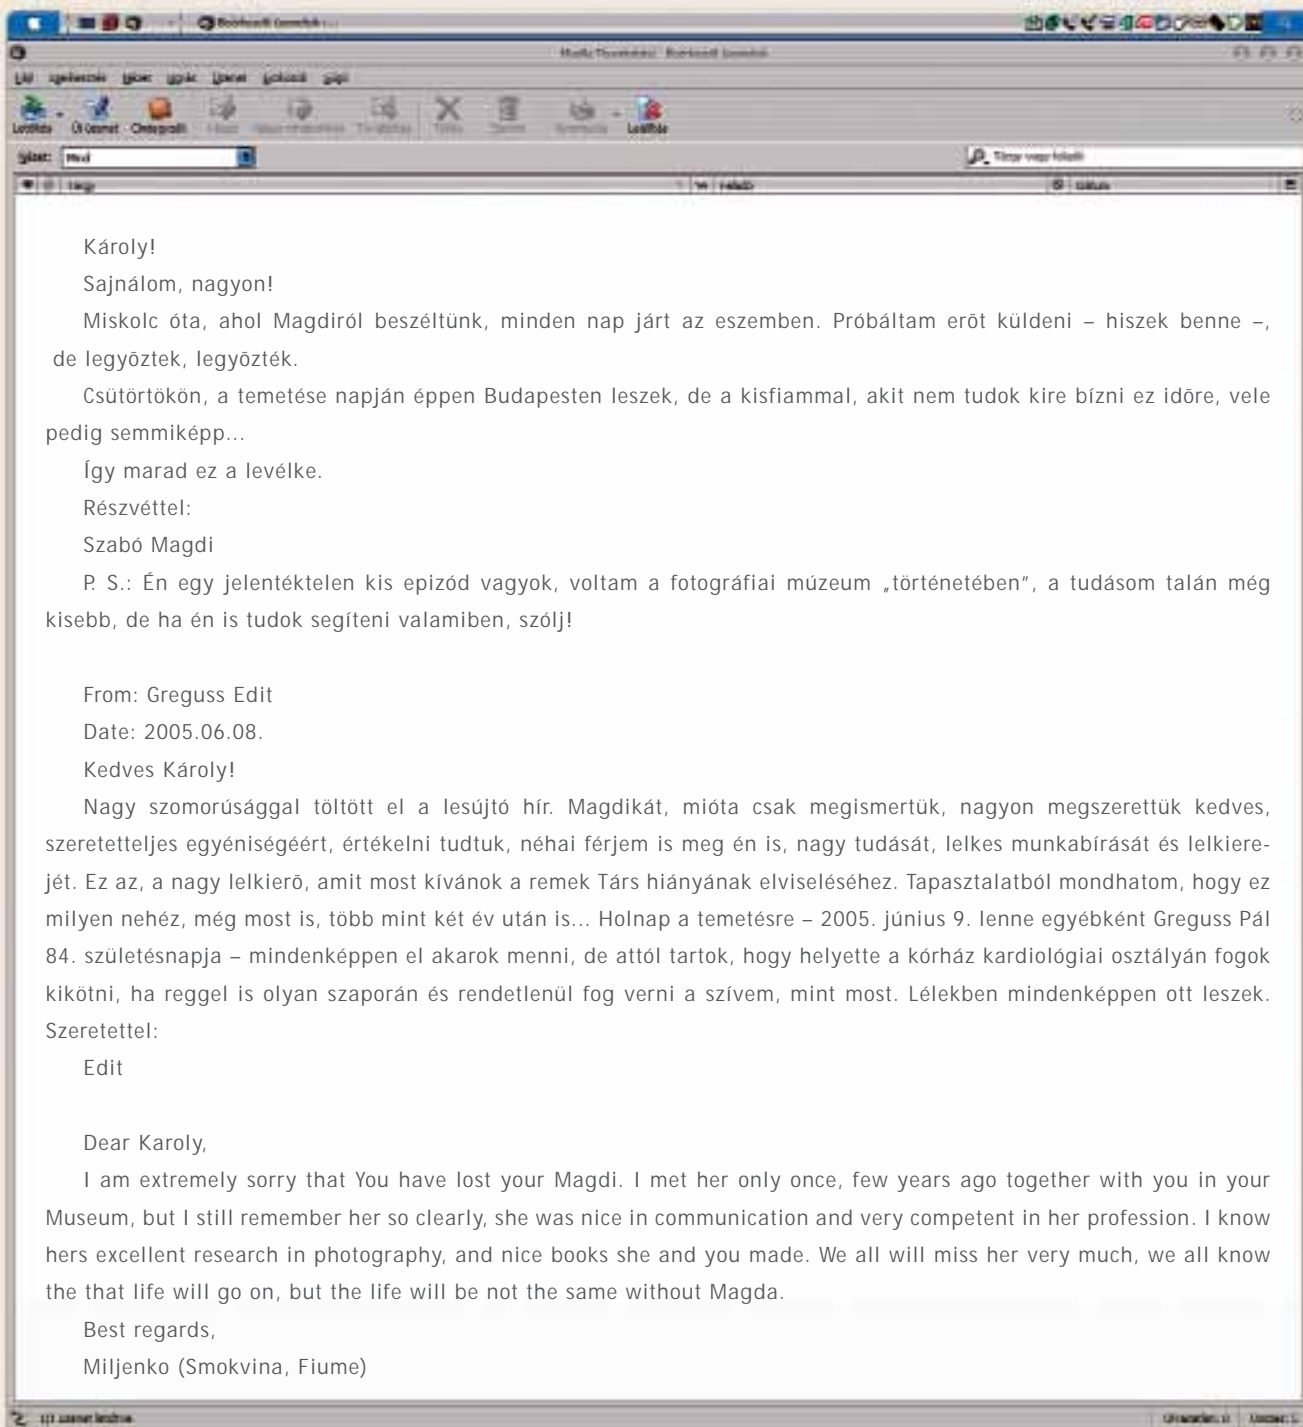 Károly!
Sajnálom, nagyon!
Miskolc óta, ahol Magdiról beszéltünk, minden nap járt az eszemben. Próbáltam erõt küldeni – hiszek benne –,
de legyõztek, legyõzték.
Csütörtökön, a temetése napján éppen Budapesten leszek, de a kisfiammal, akit nem tudok kire bízni ez idõre, vele
pedig semmiképp...
Így marad ez a levélke.
Részvéttel:
Szabó Magdi
P. S.: Én egy jelentéktelen kis epizód vagyok, voltam a fotográfiai múzeum „történetében”, a tudásom talán még
kisebb, de ha én is tudok segíteni valamiben, szólj!
From: Greguss Edit
Date: 2005.06.08.
Kedves Károly!
Nagy szomorúsággal töltött el a lesújtó hír. Magdikát, mióta csak megismertük, nagyon megszerettük kedves,
szeretetteljes egyéniségéért, értékelni tudtuk, néhai férjem is meg én is, nagy tudását, lelkes munkabírását és lelkiere-
jét. Ez az, a nagy lelkierõ, amit most kívánok a remek Társ hiányának elviseléséhez. Tapasztalatból mondhatom, hogy ez
milyen nehéz, még most is, több mint két év után is... Holnap a temetésre – 2005. június 9. lenne egyébként Greguss Pál
84. születésnapja – mindenképpen el akarok menni, de attól tartok, hogy helyette a kórház kardiológiai osztályán fogok
kikötni, ha reggel is olyan szaporán és rendetlenül fog verni a szívem, mint most. Lélekben mindenképpen ott leszek.
Szeretettel:
Edit
Dear Karoly,
I am extremely sorry that You have lost your Magdi. I met her only once, few years ago together with you in your
Museum, but I still remember her so clearly, she was nice in communication and very competent in her profession. I know
hers excellent research in photography, and nice books she and you made. We all will miss her very much, we all know
the that life will go on, but the life will be not the same without Magda.
Best regards,
Miljenko (Smokvina, Fiume)